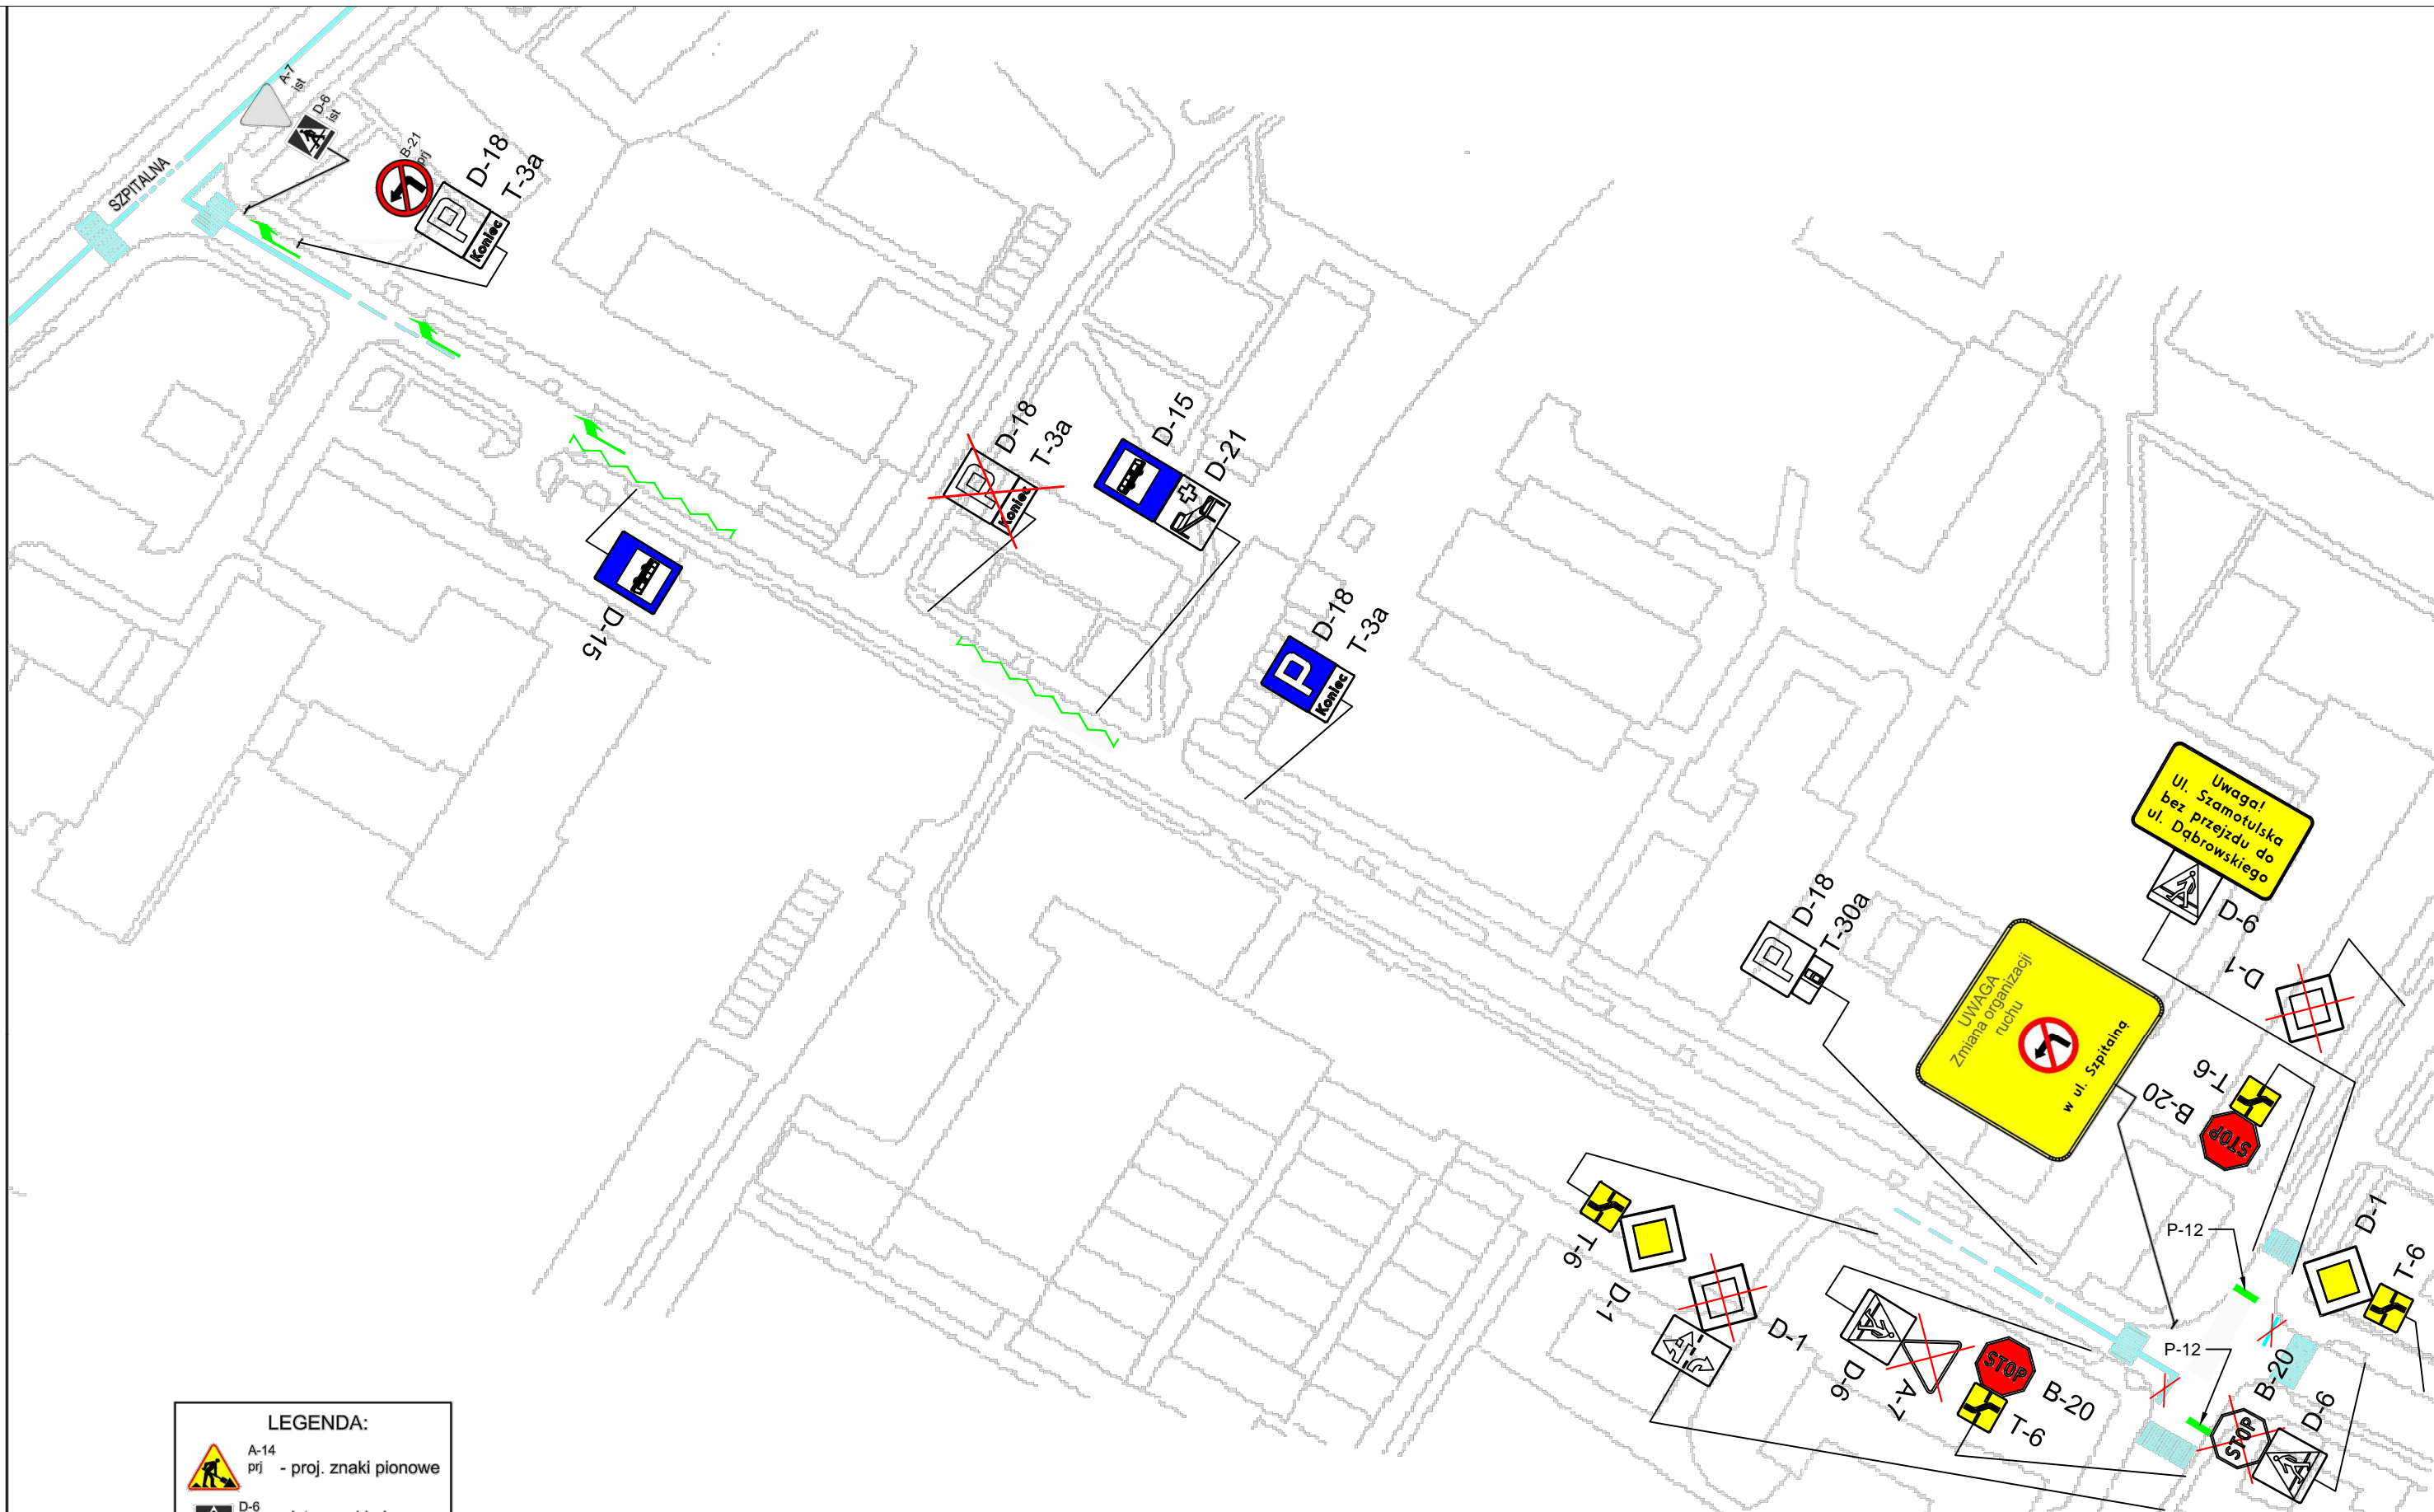 A-7
ist
D-6
ist
SZPITALNA
B-21
prj
D-18
T-3a
P
Koniec
D-15
D-18
T-3a
P
Koniec
D-15
D-21
D-18
T-3a
P
Koniec
Uwaga!
Ul. Szamotulska
bez przejzdu do
ul. Dąbrowskiego
D-6
D-18
T-30a
P
D-1
UWAGA
Zmiana organizacji
ruchu
w ul. Szpitalną
T-6
B-20
STOP
P-12
D-1
T-6
T-6
D-1
D-1
D-6
A-7
STOP
B-20
T-6
P-12
B-20
STOP
D-6
LEGENDA:
A-14
prj - proj. znaki pionowe
D-6